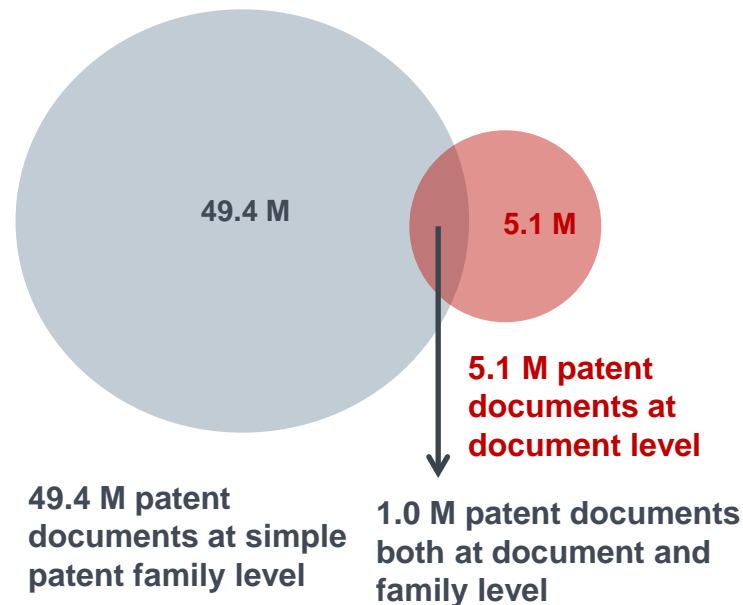 49.4 M
5.1 M
5.1 M patent
documents at
document level
49.4 M patent
documents at simple
patent family level
1.0 M patent documents
both at document and
family level